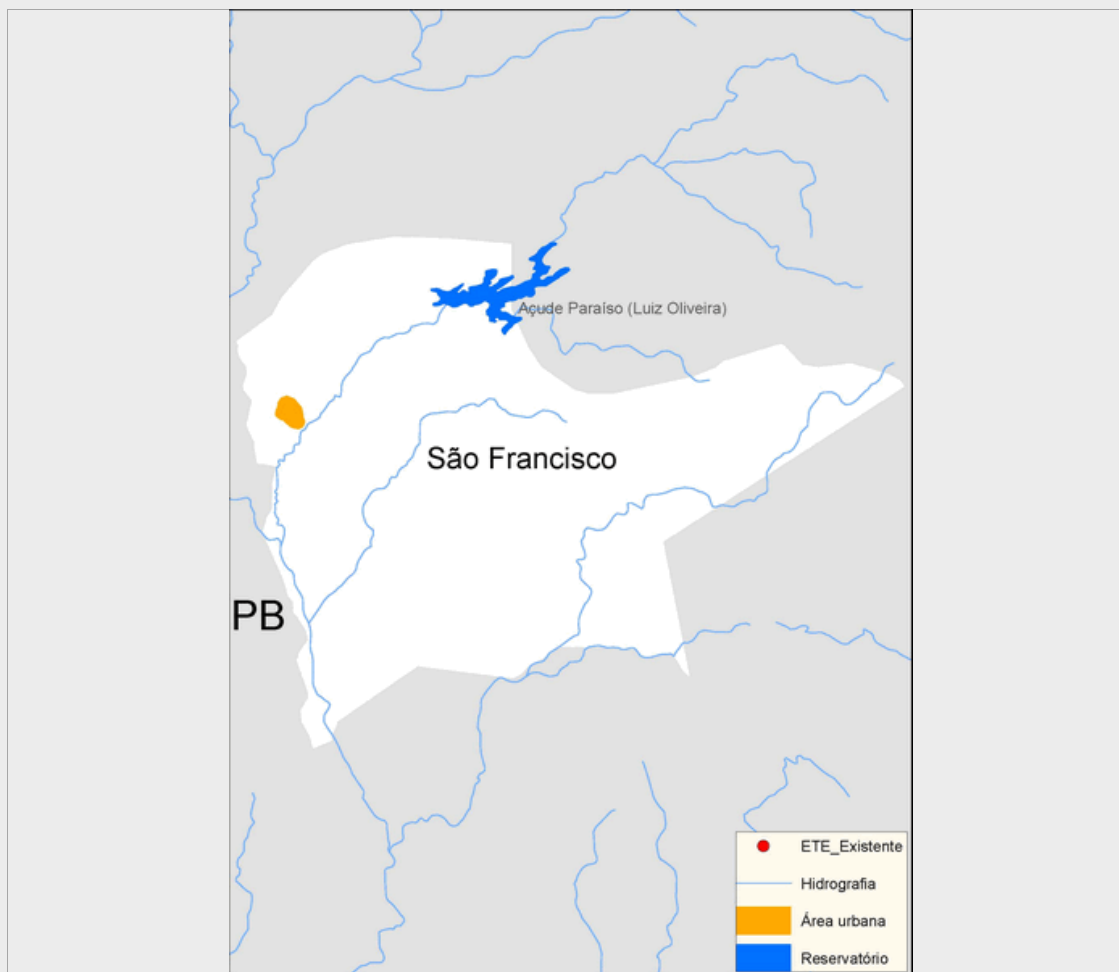 Açude Paraíso (Luiz Oliveira)
São Francisco
PB
ETE_Existente
Hidrografia
Área urbana
Reservatório